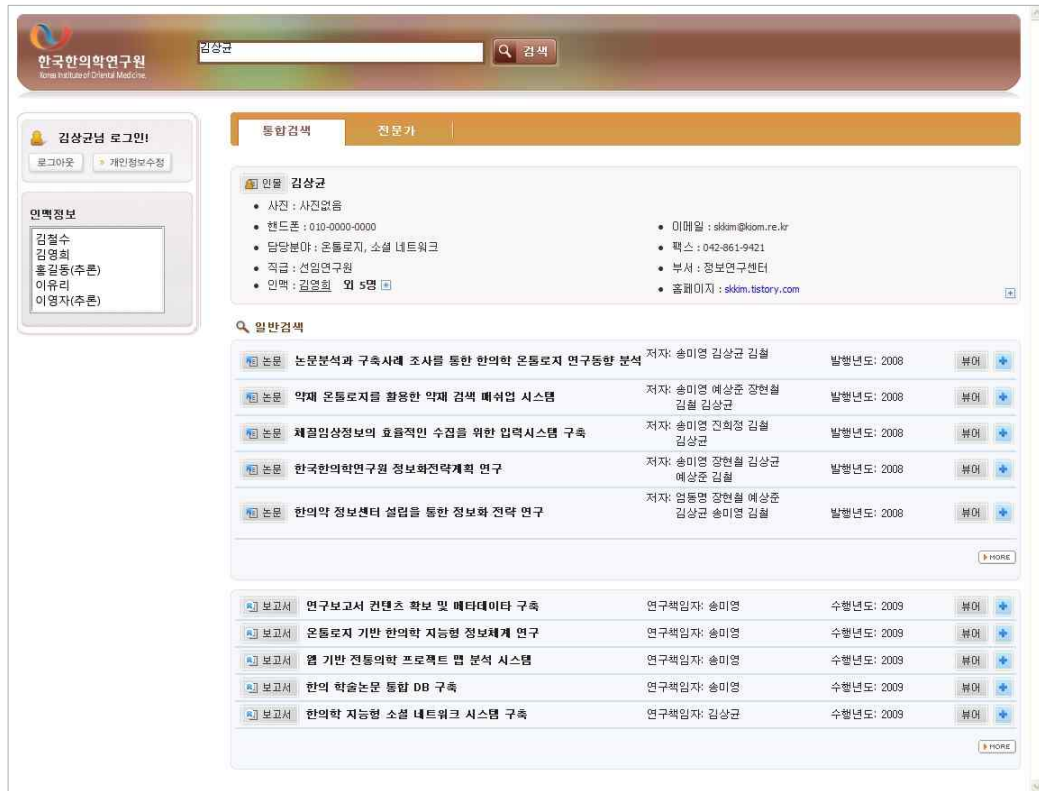 한국한의학연구원
Korea Institute of Oriental Medicine.
김상균
검색
김상균님 로그인!
로그아웃 개인정보수정
인맥정보
김철수
김영희
홍길동(추론)
이유리
이영자(추론)
통합검색 전문가
인물 김상균
사진 : 사진없음
핸드폰 : 010-0000-0000 이메일 : skkim@kiom.re.kr
담당분야 : 온톨로지, 소셜 네트워크 팩스 : 042-861-9421
직급 : 선임연구원 부서 : 정보연구센터
인맥 : 김영희 외 5명 홈페이지 : skkim.tistory.com
일반검색
논문 논문분석과 구축사례 조사를 통한 한의학 온톨로지 연구동향 분석 저자: 송미영 김상균 김철 발행년도: 2008 뷰어
논문 약재 온톨로지를 활용한 약재 검색 매쉬업 시스템 저자: 송미영 예상준 장현철 발행년도: 2008 뷰어
김철 김상균
논문 체질임상정보의 효율적인 수집을 위한 입력시스템 구축 저자: 송미영 진희정 김철 발행년도: 2008 뷰어
김상균
논문 한국한의학연구원 정보화전략계획 연구 저자: 송미영 장현철 김상균 발행년도: 2008 뷰어
예상준 김철
논문 한의약 정보센터 설립을 통한 정보화 전략 연구 저자: 엄동명 장현철 예상준 발행년도: 2008 뷰어
김상균 송미영 김철
MORE
보고서 연구보고서 컨텐츠 확보 및 메타데이타 구축 연구책임자: 송미영 수행년도: 2009 뷰어
보고서 온톨로지 기반 한의학 지능형 정보체계 연구 연구책임자: 송미영 수행년도: 2009 뷰어
보고서 웹 기반 전통의학 프로젝트 맵 분석 시스템 연구책임자: 송미영 수행년도: 2009 뷰어
보고서 한의 학술논문 통합 DB 구축 연구책임자: 송미영 수행년도: 2009 뷰어
보고서 한의학 지능형 소셜 네트워크 시스템 구축 연구책임자: 김상균 수행년도: 2009 뷰어
MORE